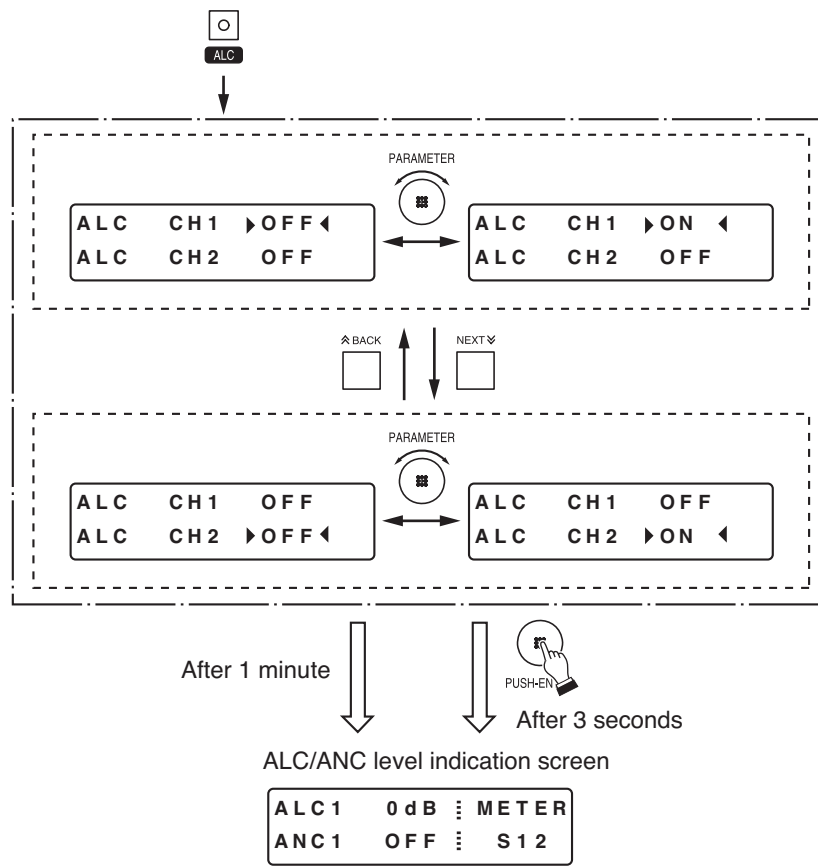 ALC
PARAMETER
ALC CH1 ▶OFF◀
ALC CH2 OFF
ALC CH1 ▶ON ◀
ALC CH2 OFF
BACK
NEXT
PARAMETER
ALC CH1 OFF
ALC CH2 ▶OFF◀
ALC CH1 OFF
ALC CH2 ▶ON ◀
After 1 minute
PUSH-EN
After 3 seconds
ALC/ANC level indication screen
ALC1 0dB METER
ANC1 OFF S12